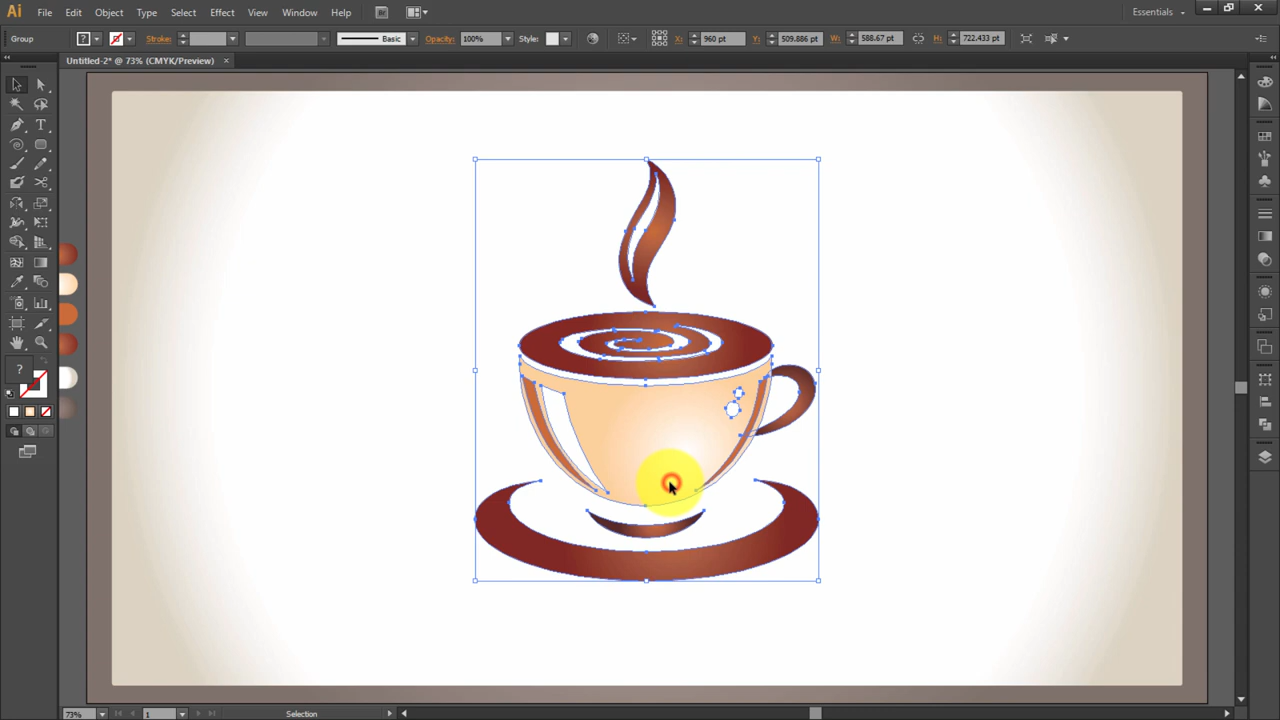 Ai File Edit Object Type Select Effect View Window Help Br Essentials
Group ? Stroke: Basic Opacity: 100% Style: X: 960 pt Y: 509.886 pt W: 588.67 pt H: 722.433 pt
Untitled-2* @ 73% (CMYK/Preview) ×
T
?
73% 1 Selection